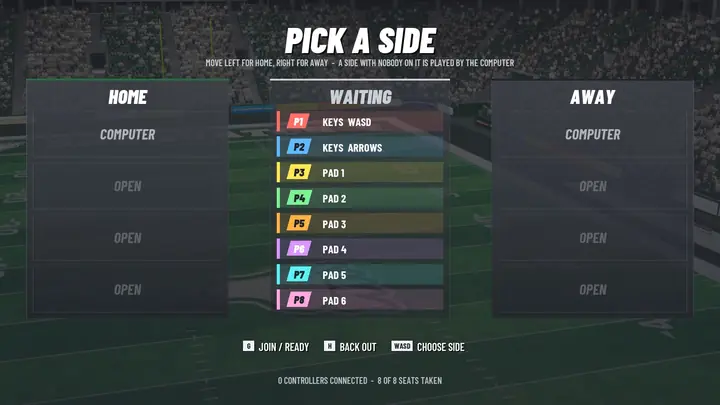 PICK A SIDE
MOVE LEFT FOR HOME, RIGHT FOR AWAY - A SIDE WITH NOBODY ON IT IS PLAYED BY THE COMPUTER
HOME
COMPUTER
OPEN
OPEN
OPEN
WAITING
P1 KEYS WASD
P2 KEYS ARROWS
P3 PAD 1
P4 PAD 2
P5 PAD 3
P6 PAD 4
P7 PAD 5
P8 PAD 6
AWAY
COMPUTER
OPEN
OPEN
OPEN
G JOIN / READY H BACK OUT WASD CHOOSE SIDE
0 CONTROLLERS CONNECTED - 8 OF 8 SEATS TAKEN